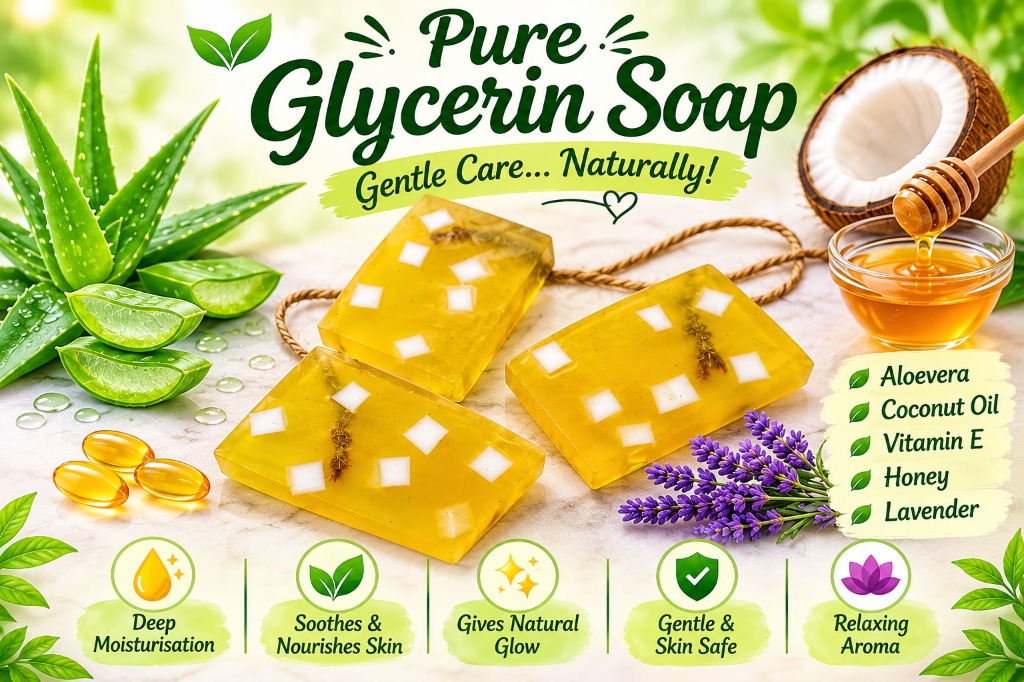 Pure
Glycerin Soap
Gentle Care... Naturally!
Aloevera
Coconut Oil
Vitamin E
Honey
Lavender
Deep
Moisturisation
Soothes &
Nourishes Skin
Gives Natural
Glow
Gentle &
Skin Safe
Relaxing
Aroma